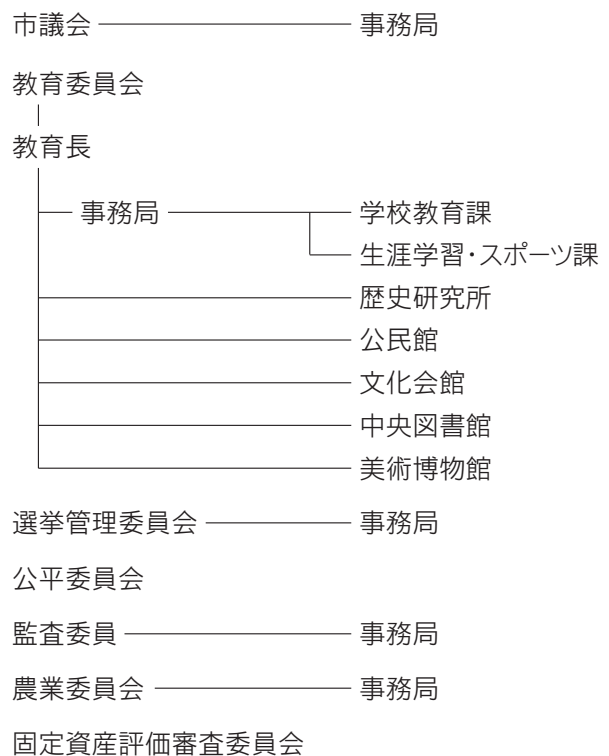 市議会 事務局
教育委員会
教育長
事務局 学校教育課
生涯学習・スポーツ課
歴史研究所
公民館
文化会館
中央図書館
美術博物館
選挙管理委員会 事務局
公平委員会
監査委員 事務局
農業委員会 事務局
固定資産評価審査委員会